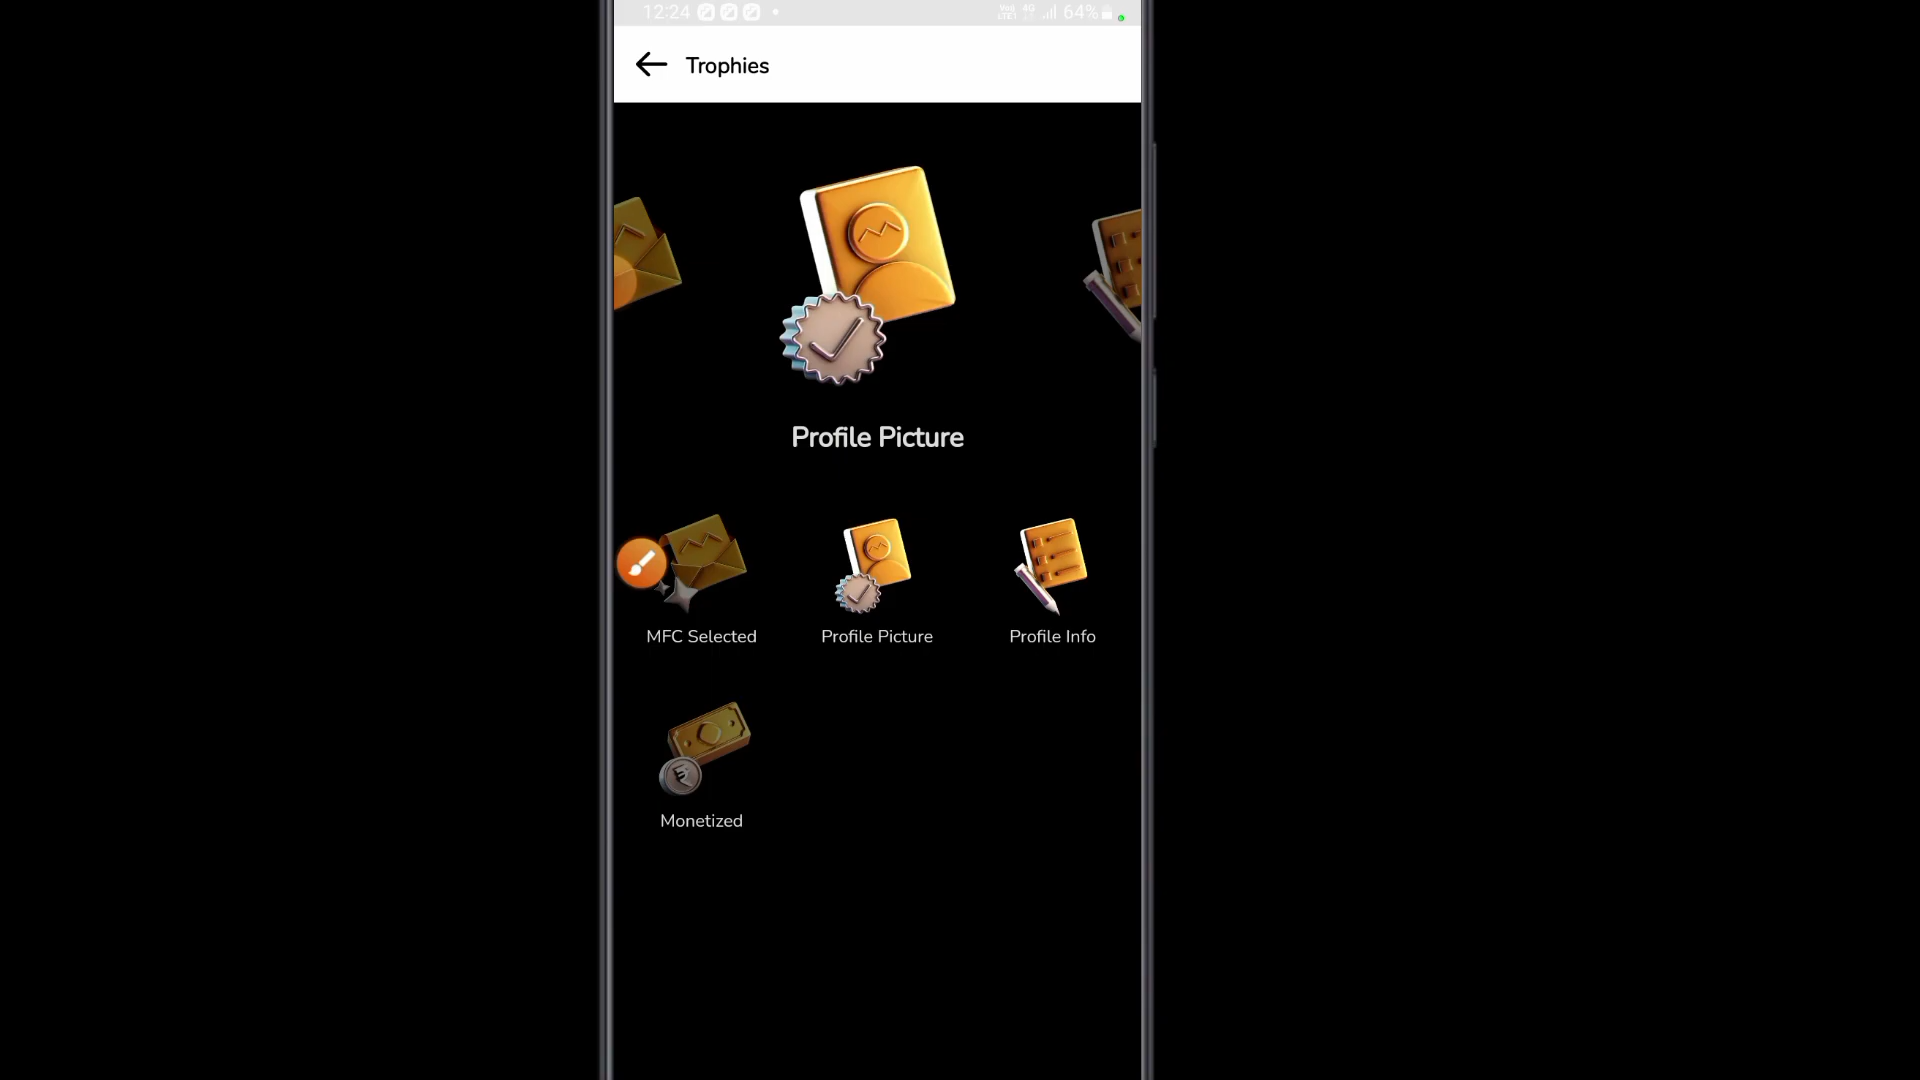 12:24 64%
Trophies
Profile Picture
MFC Selected Profile Picture Profile Info
Monetized